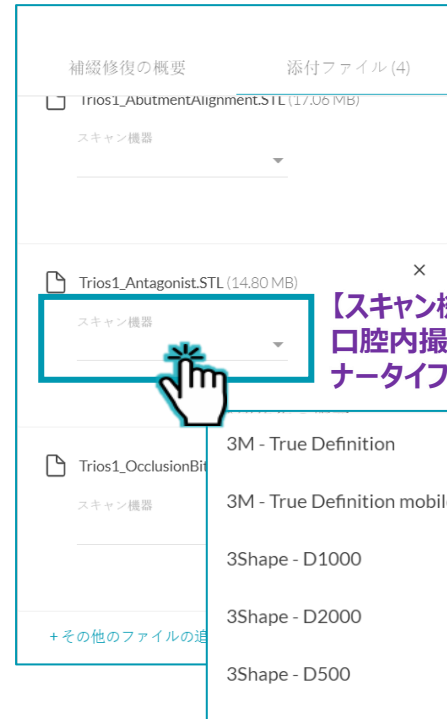 補綴修復の概要
添付ファイル (4)
Trios1_AbutmentAlignment.STL (17.06 MB)
スキャン機器
Trios1_Antagonist.STL (14.80 MB)
スキャン機器
【スキャン
口腔内撮
ナータイプ
3M - True Definition
Trios1_OcclusionBit
スキャン機器
3M - True Definition mobil
3Shape - D1000
3Shape - D2000
+ その他のファイルの追
3Shape - D500